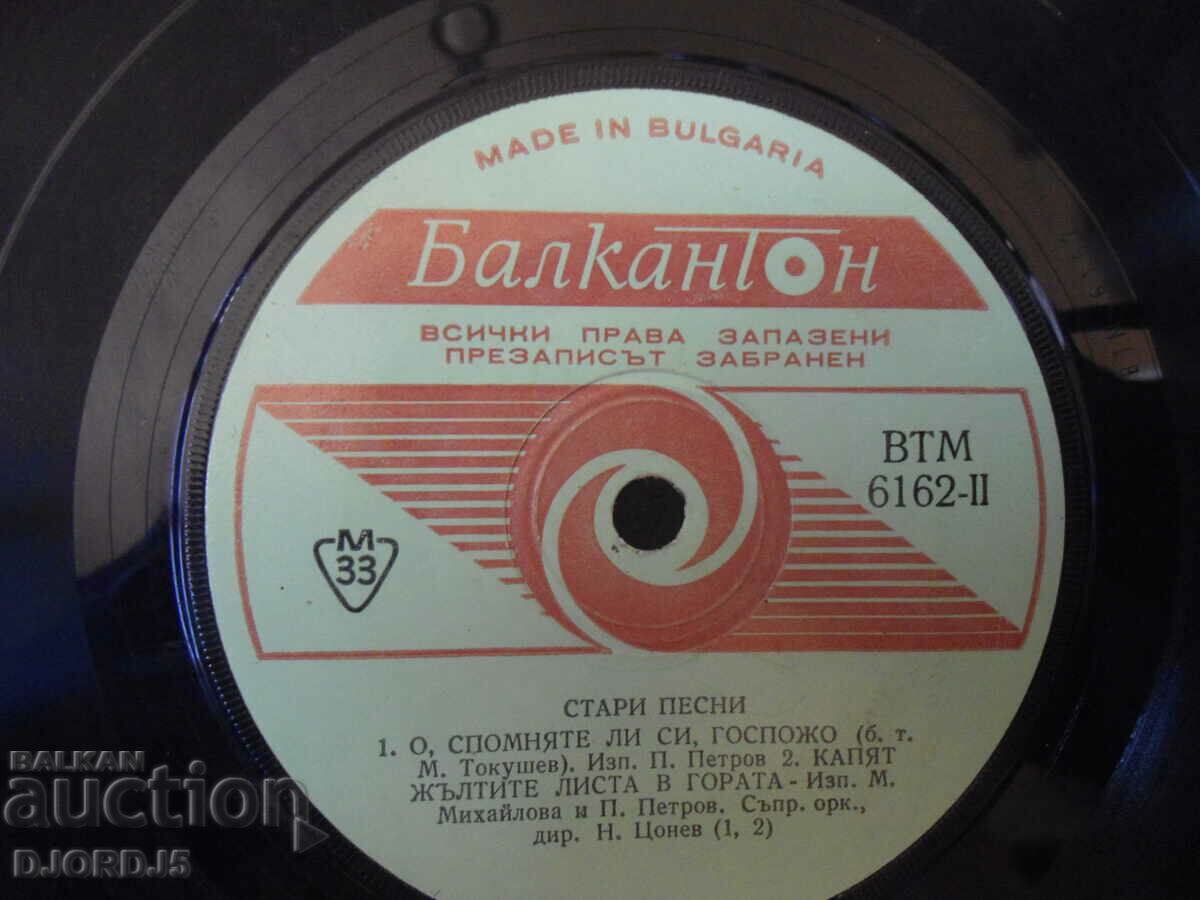 MADE IN BULGARIA
Балкантон
ВСИЧКИ ПРАВА ЗАПАЗЕНИ
ПРЕЗАПИСЪТ ЗАБРАНЕН
ВТМ
6162-II
М
33
СТАРИ ПЕСНИ
1. О, СПОМНЯТЕ ЛИ СИ, ГОСПОЖО (б. т.
М. Токушев). Изп. П. Петров 2. КАПЯТ
ЖЪЛТИТЕ ЛИСТА В ГОРАТА - Изп. М.
Михайлова и П. Петров. Съпр. орк.,
дир. Н. Цонев (1, 2)
BALKAN
auction
DJORDJ5